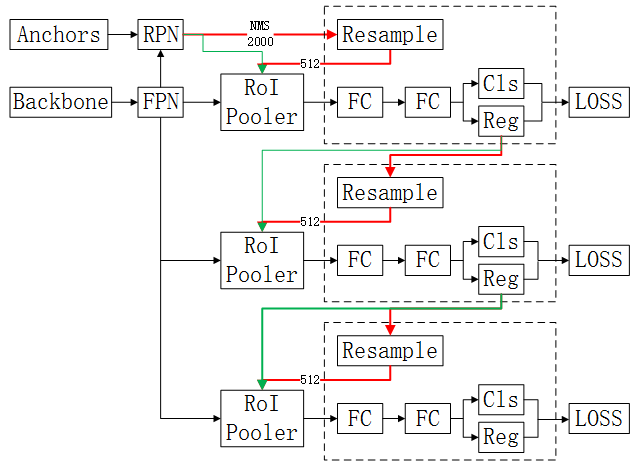 Anchors
RPN
NMS
2000
Resample
512
Backbone
FPN
RoI
Pooler
FC
FC
Cls
Reg
LOSS
Resample
512
RoI
Pooler
FC
FC
Cls
Reg
LOSS
Resample
512
RoI
Pooler
FC
FC
Cls
Reg
LOSS